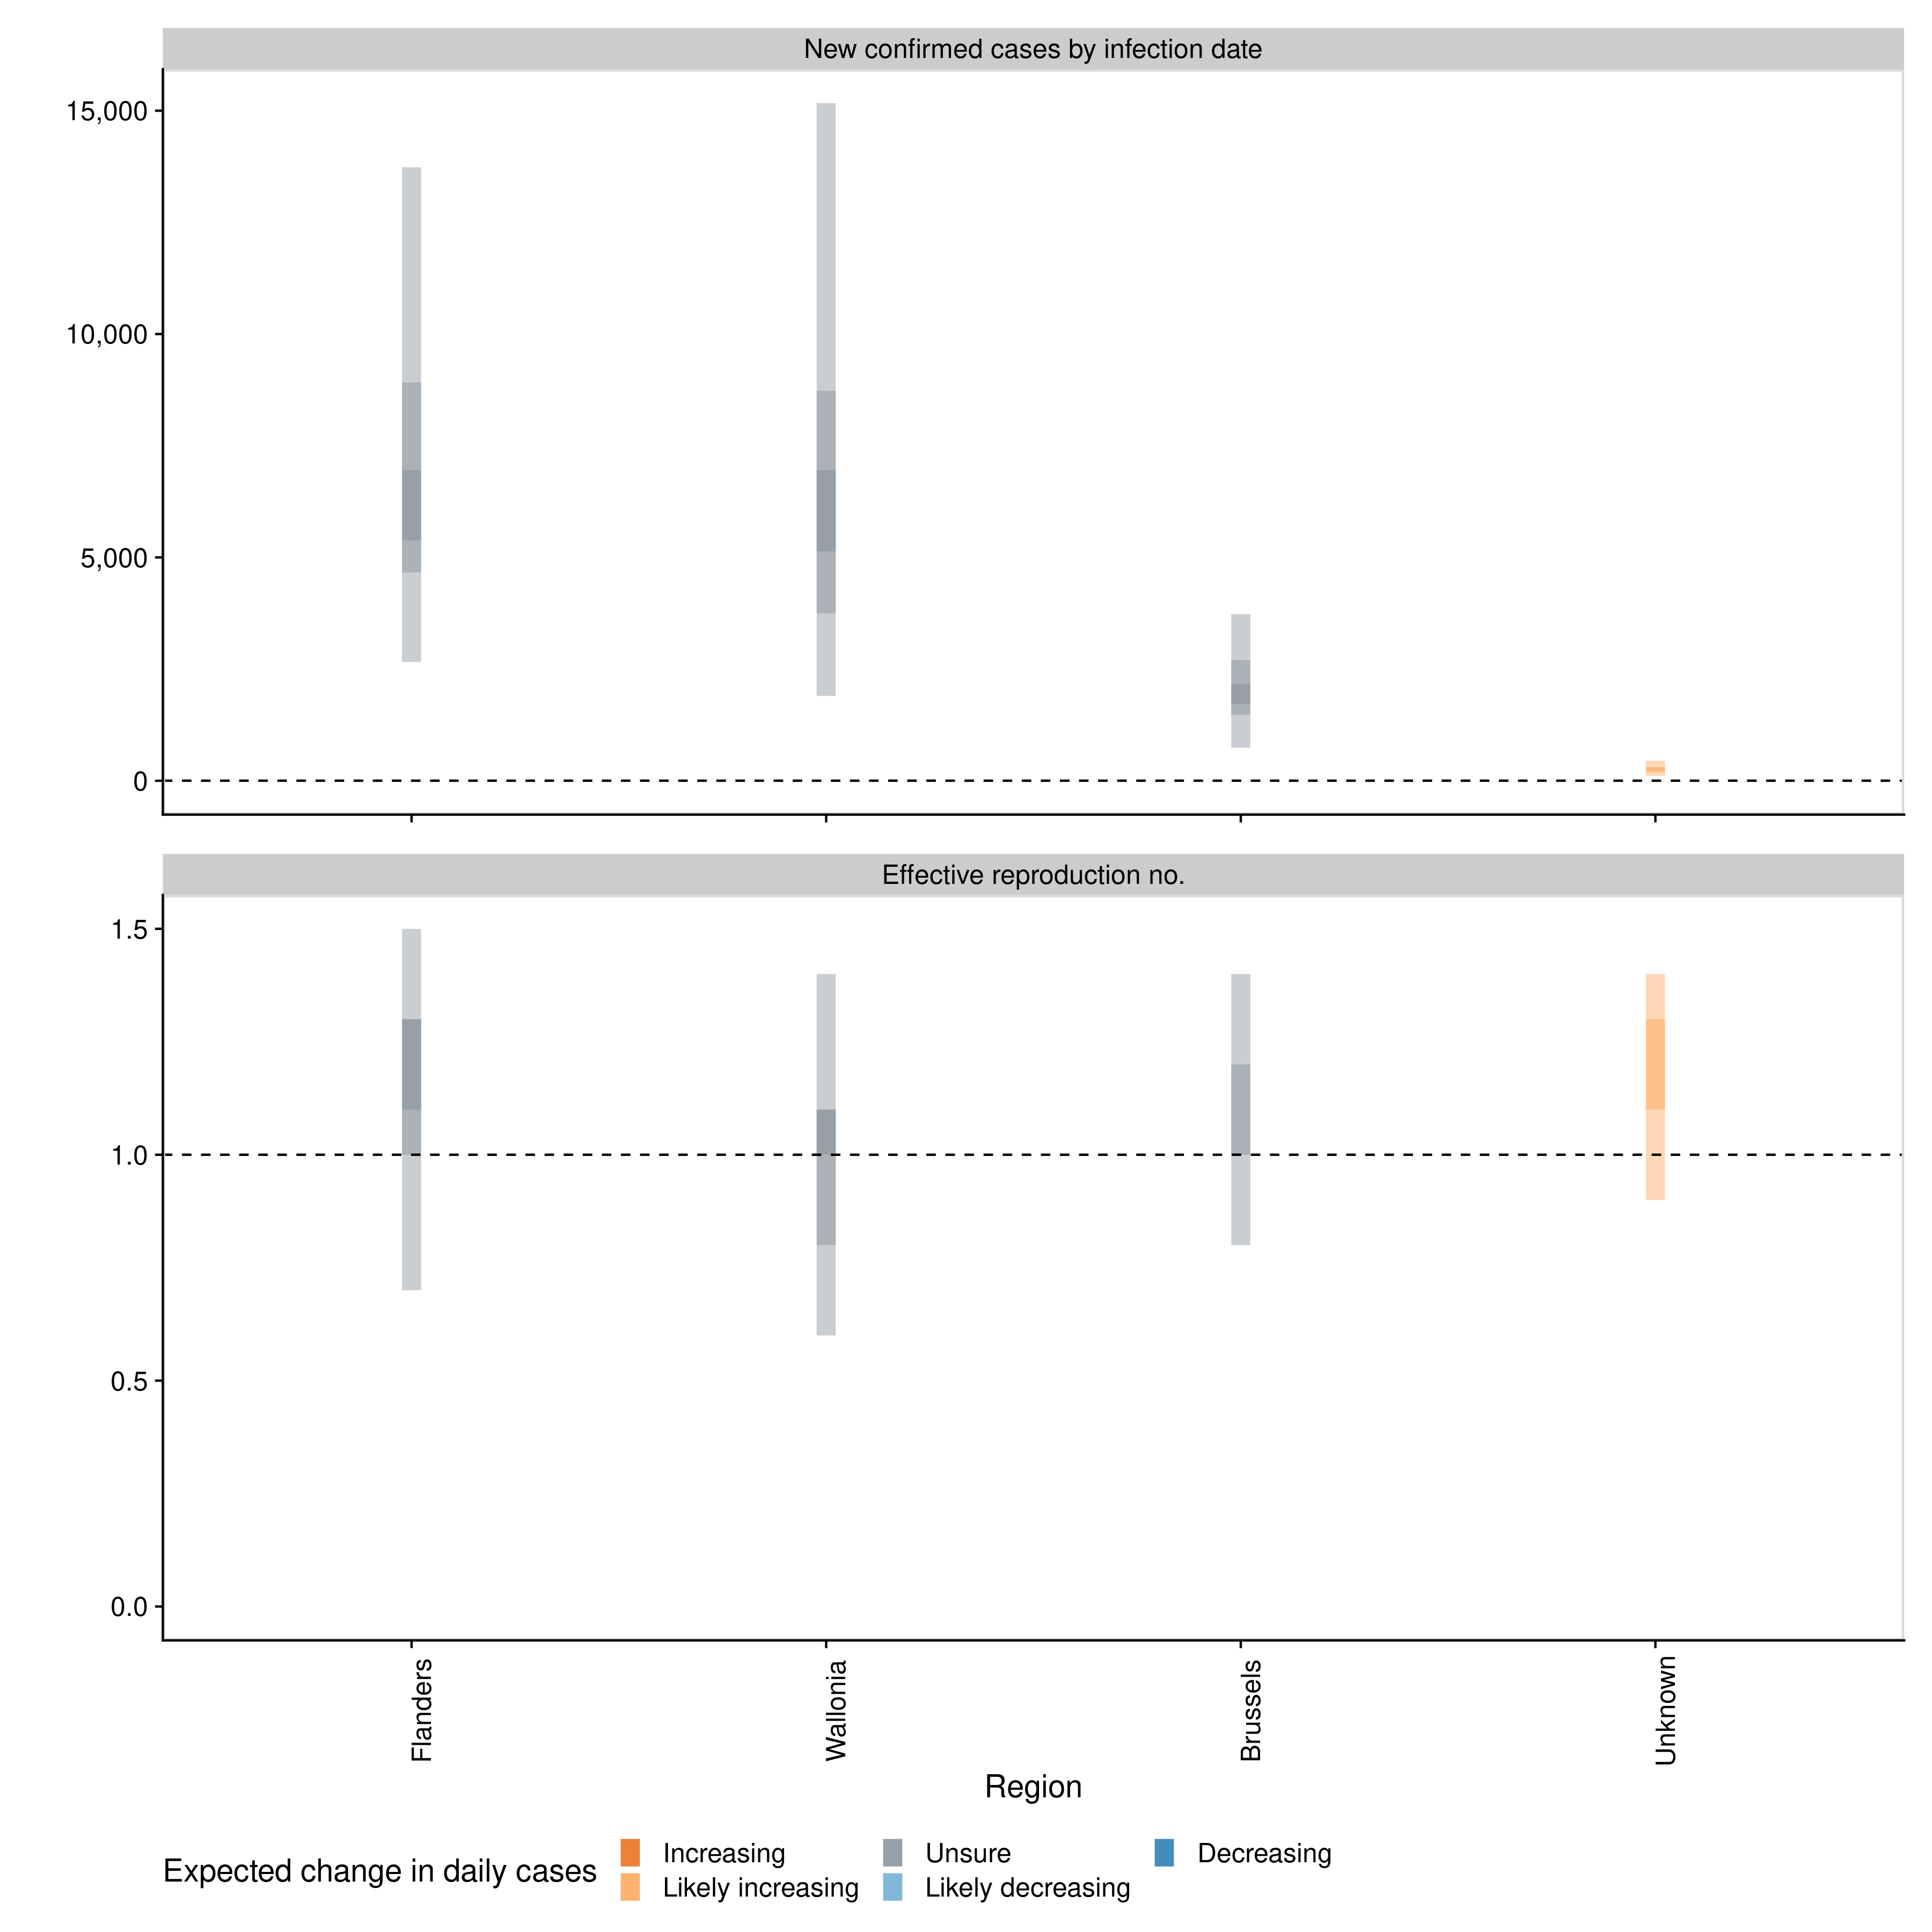 New confirmed cases by infection date
15,000
10,000
5,000
0
Effective reproduction no.
1.5
1.0
0.5
0.0
Flanders
Wallonia
Brussels
Unknown
Region
Expected change in daily cases
Increasing
Unsure
Decreasing
Likely increasing
Likely decreasing